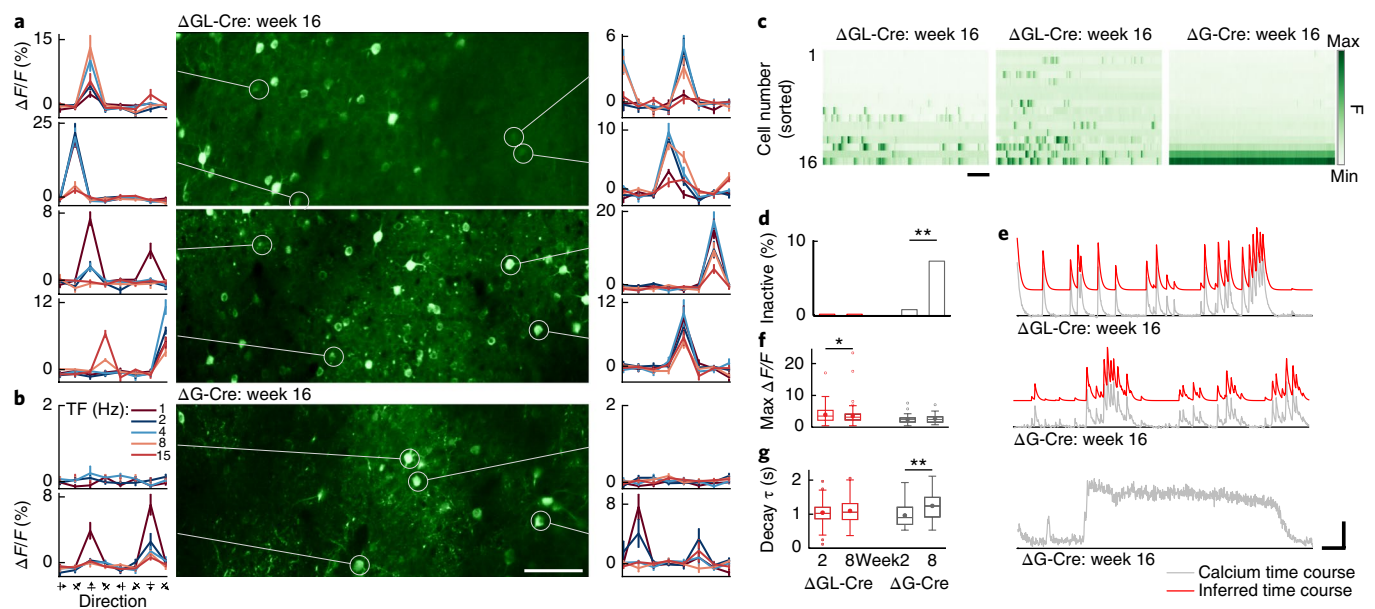 a
ΔGL-Cre: week 16
ΔF/F (%)
15
0
25
0
8
0
12
0
6
0
10
0
20
0
12
0
b
ΔG-Cre: week 16
TF (Hz):
1
2
4
8
15
2
0
ΔF/F (%)
8
0
Direction
2
0
8
0
c
ΔGL-Cre: week 16
ΔGL-Cre: week 16
ΔG-Cre: week 16
Cell number
(sorted)
1
16
Max
F
Min
d
Inactive (%)
10
0
**
e
ΔGL-Cre: week 16
ΔG-Cre: week 16
ΔG-Cre: week 16
Calcium time course
Inferred time course
f
Max ΔF/F
20
10
0
*
g
Decay τ (s)
2
1
0
**
2 8Week2 8
ΔGL-Cre ΔG-Cre